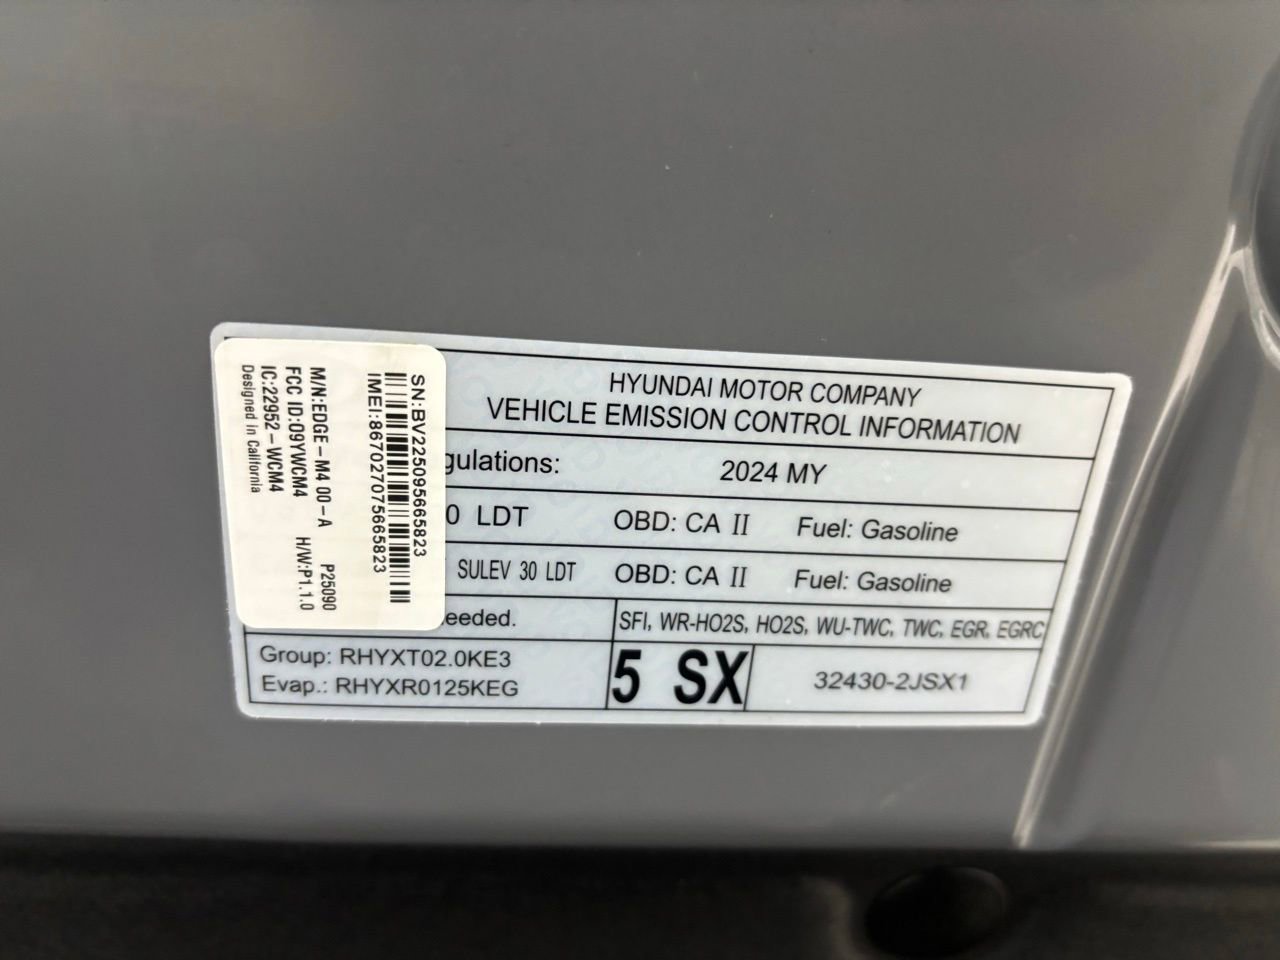 SN:BV2250956665823
IMEI:867027075665823
M/N:EDGE-M4 00-A P25090
FCC ID:09YWCM4 H/W:P1.1.0
IC:22952-WCM4
Designed in California
HYUNDAI MOTOR COMPANY
VEHICLE EMISSION CONTROL INFORMATION
gulations: 2024 MY
0 LDT OBD: CA II Fuel: Gasoline
SULEV 30 LDT OBD: CA II Fuel: Gasoline
eeded. SFI, WR-HO2S, HO2S, WU-TWC, TWC, EGR, EGRC
Group: RHYXT02.0KE3
Evap.: RHYXR0125KEG
5 SX 32430-2JSX1